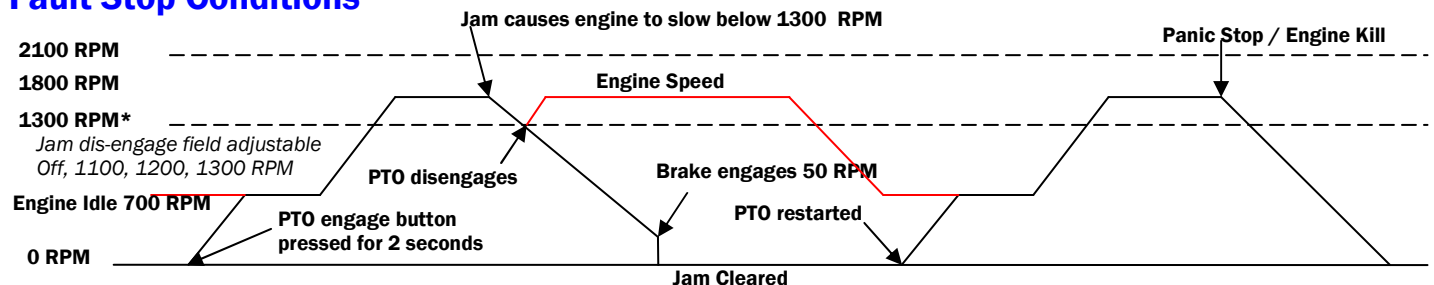 Fault Stop Conditions
Jam causes engine to slow below 1300 RPM
Panic Stop / Engine Kill
2100 RPM
1800 RPM
Engine Speed
1300 RPM*
Jam dis-engage field adjustable
Off, 1100, 1200, 1300 RPM
PTO disengages
Brake engages 50 RPM
Engine Idle 700 RPM
PTO engage button
pressed for 2 seconds
PTO restarted
0 RPM
Jam Cleared